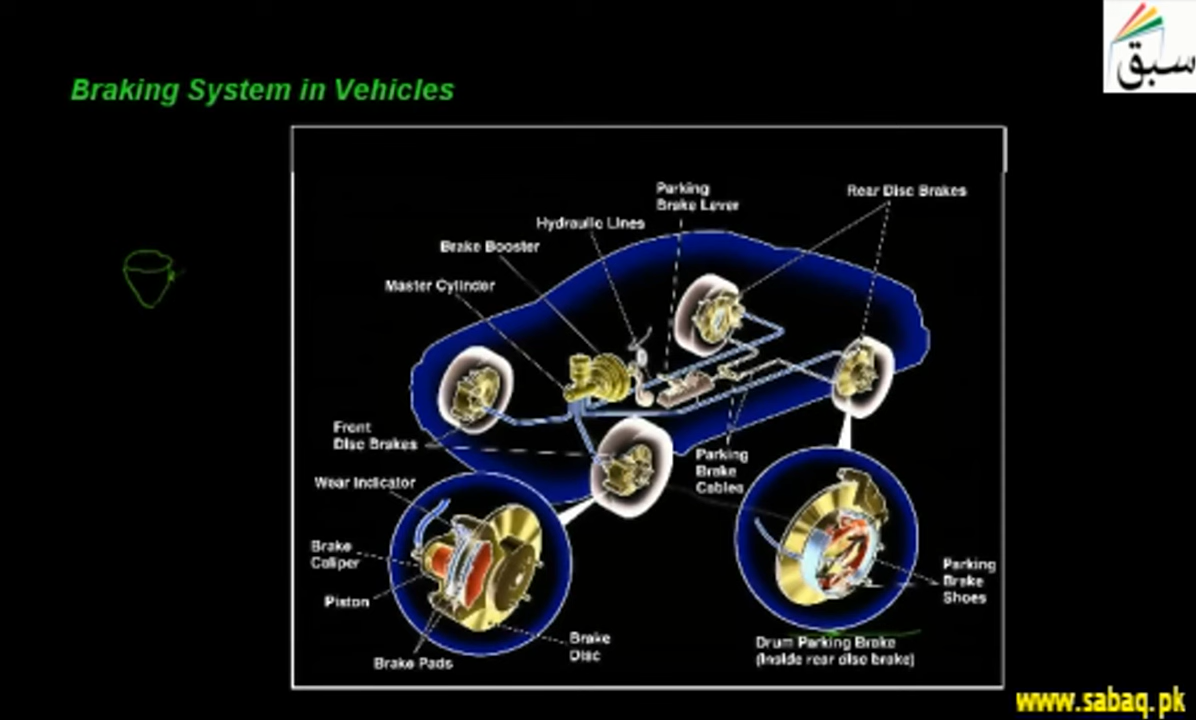 سبق
Braking System in Vehicles
Parking
Brake Lever
Rear Disc Brakes
Hydraulic Lines
Brake Booster
Master Cylinder
Front
Disc Brakes
Parking
Brake
Cables
Wear Indicator
Brake
Caliper
Piston
Brake Pads
Brake
Disc
Parking
Brake
Shoes
Drum Parking Brake
(Inside rear disc brake)
www.sabaq.pk